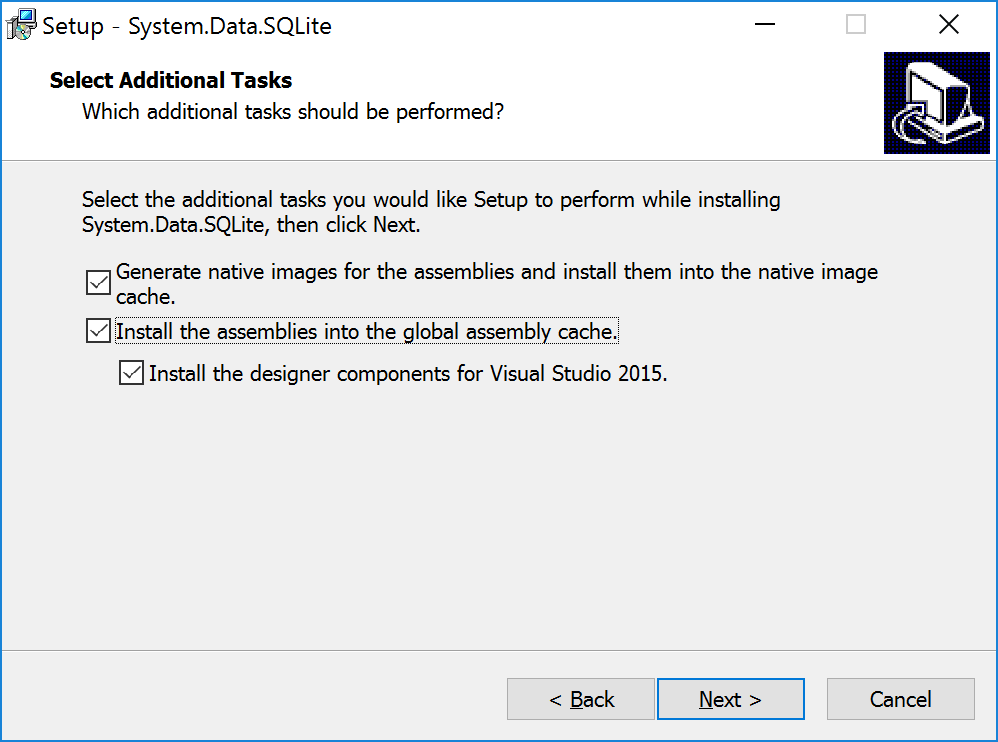 Setup - System.Data.SQLite
Select Additional Tasks
Which additional tasks should be performed?
Select the additional tasks you would like Setup to perform while installing
System.Data.SQLite, then click Next.
Generate native images for the assemblies and install them into the native image
cache.
Install the assemblies into the global assembly cache.
Install the designer components for Visual Studio 2015.
< Back Next > Cancel